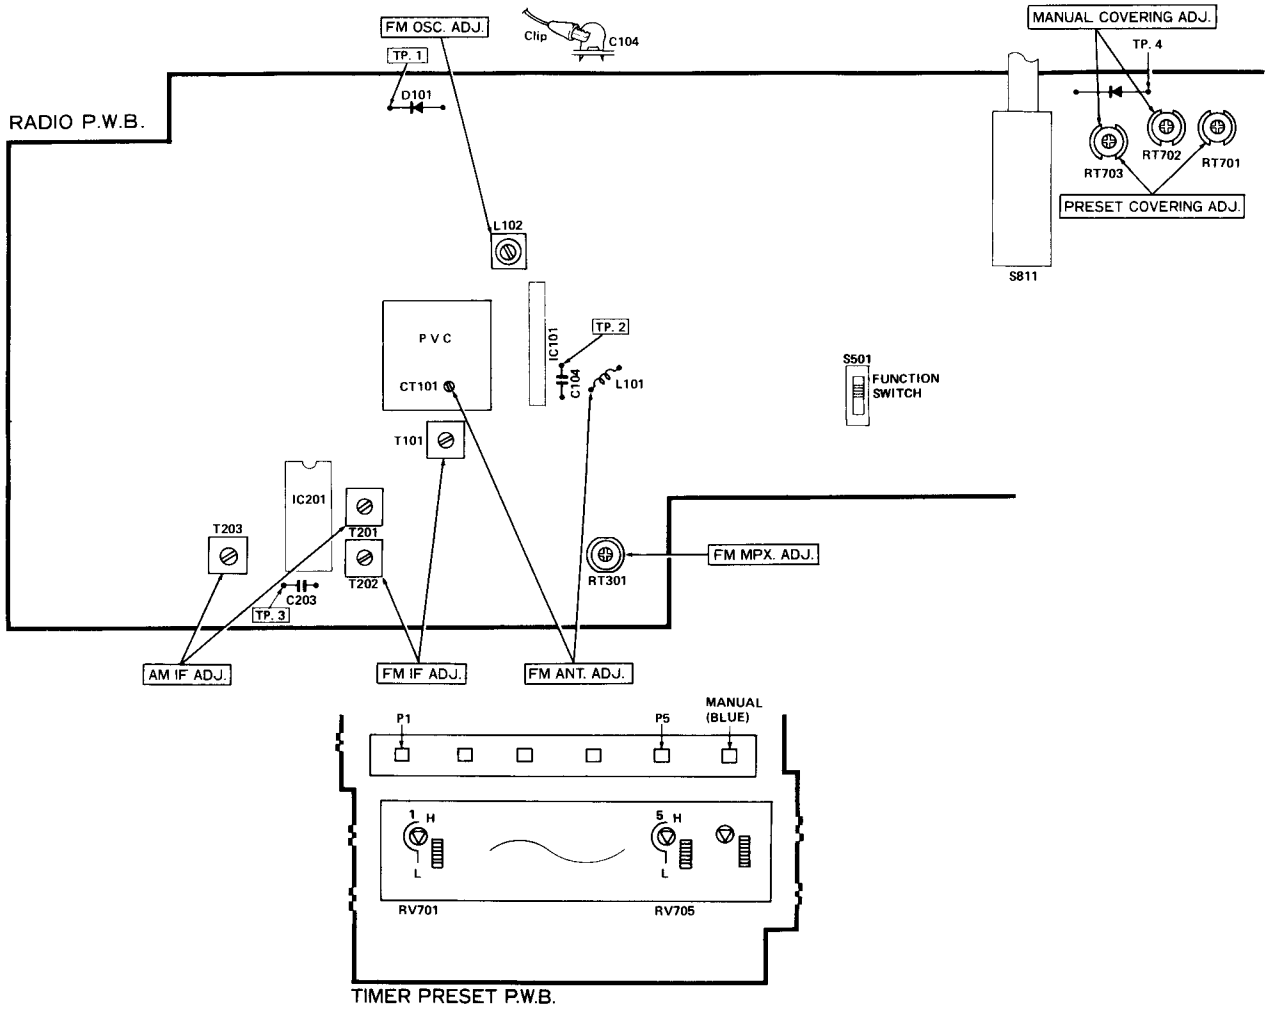 FM OSC. ADJ.
Clip
C104
MANUAL COVERING ADJ.
TP. 1
TP. 4
D101
RADIO P.W.B.
RT703
RT702
RT701
PRESET COVERING ADJ.
L102
S811
PVC
IC101
TP. 2
C104
L101
CT101
S501
FUNCTION
SWITCH
T101
IC201
T203
T201
T202
C203
TP. 3
RT301
FM MPX. ADJ.
AM IF ADJ.
FM IF ADJ.
FM ANT. ADJ.
P1
P5
MANUAL
(BLUE)
1 H
L
5 H
L
RV701
RV705
TIMER PRESET P.W.B.